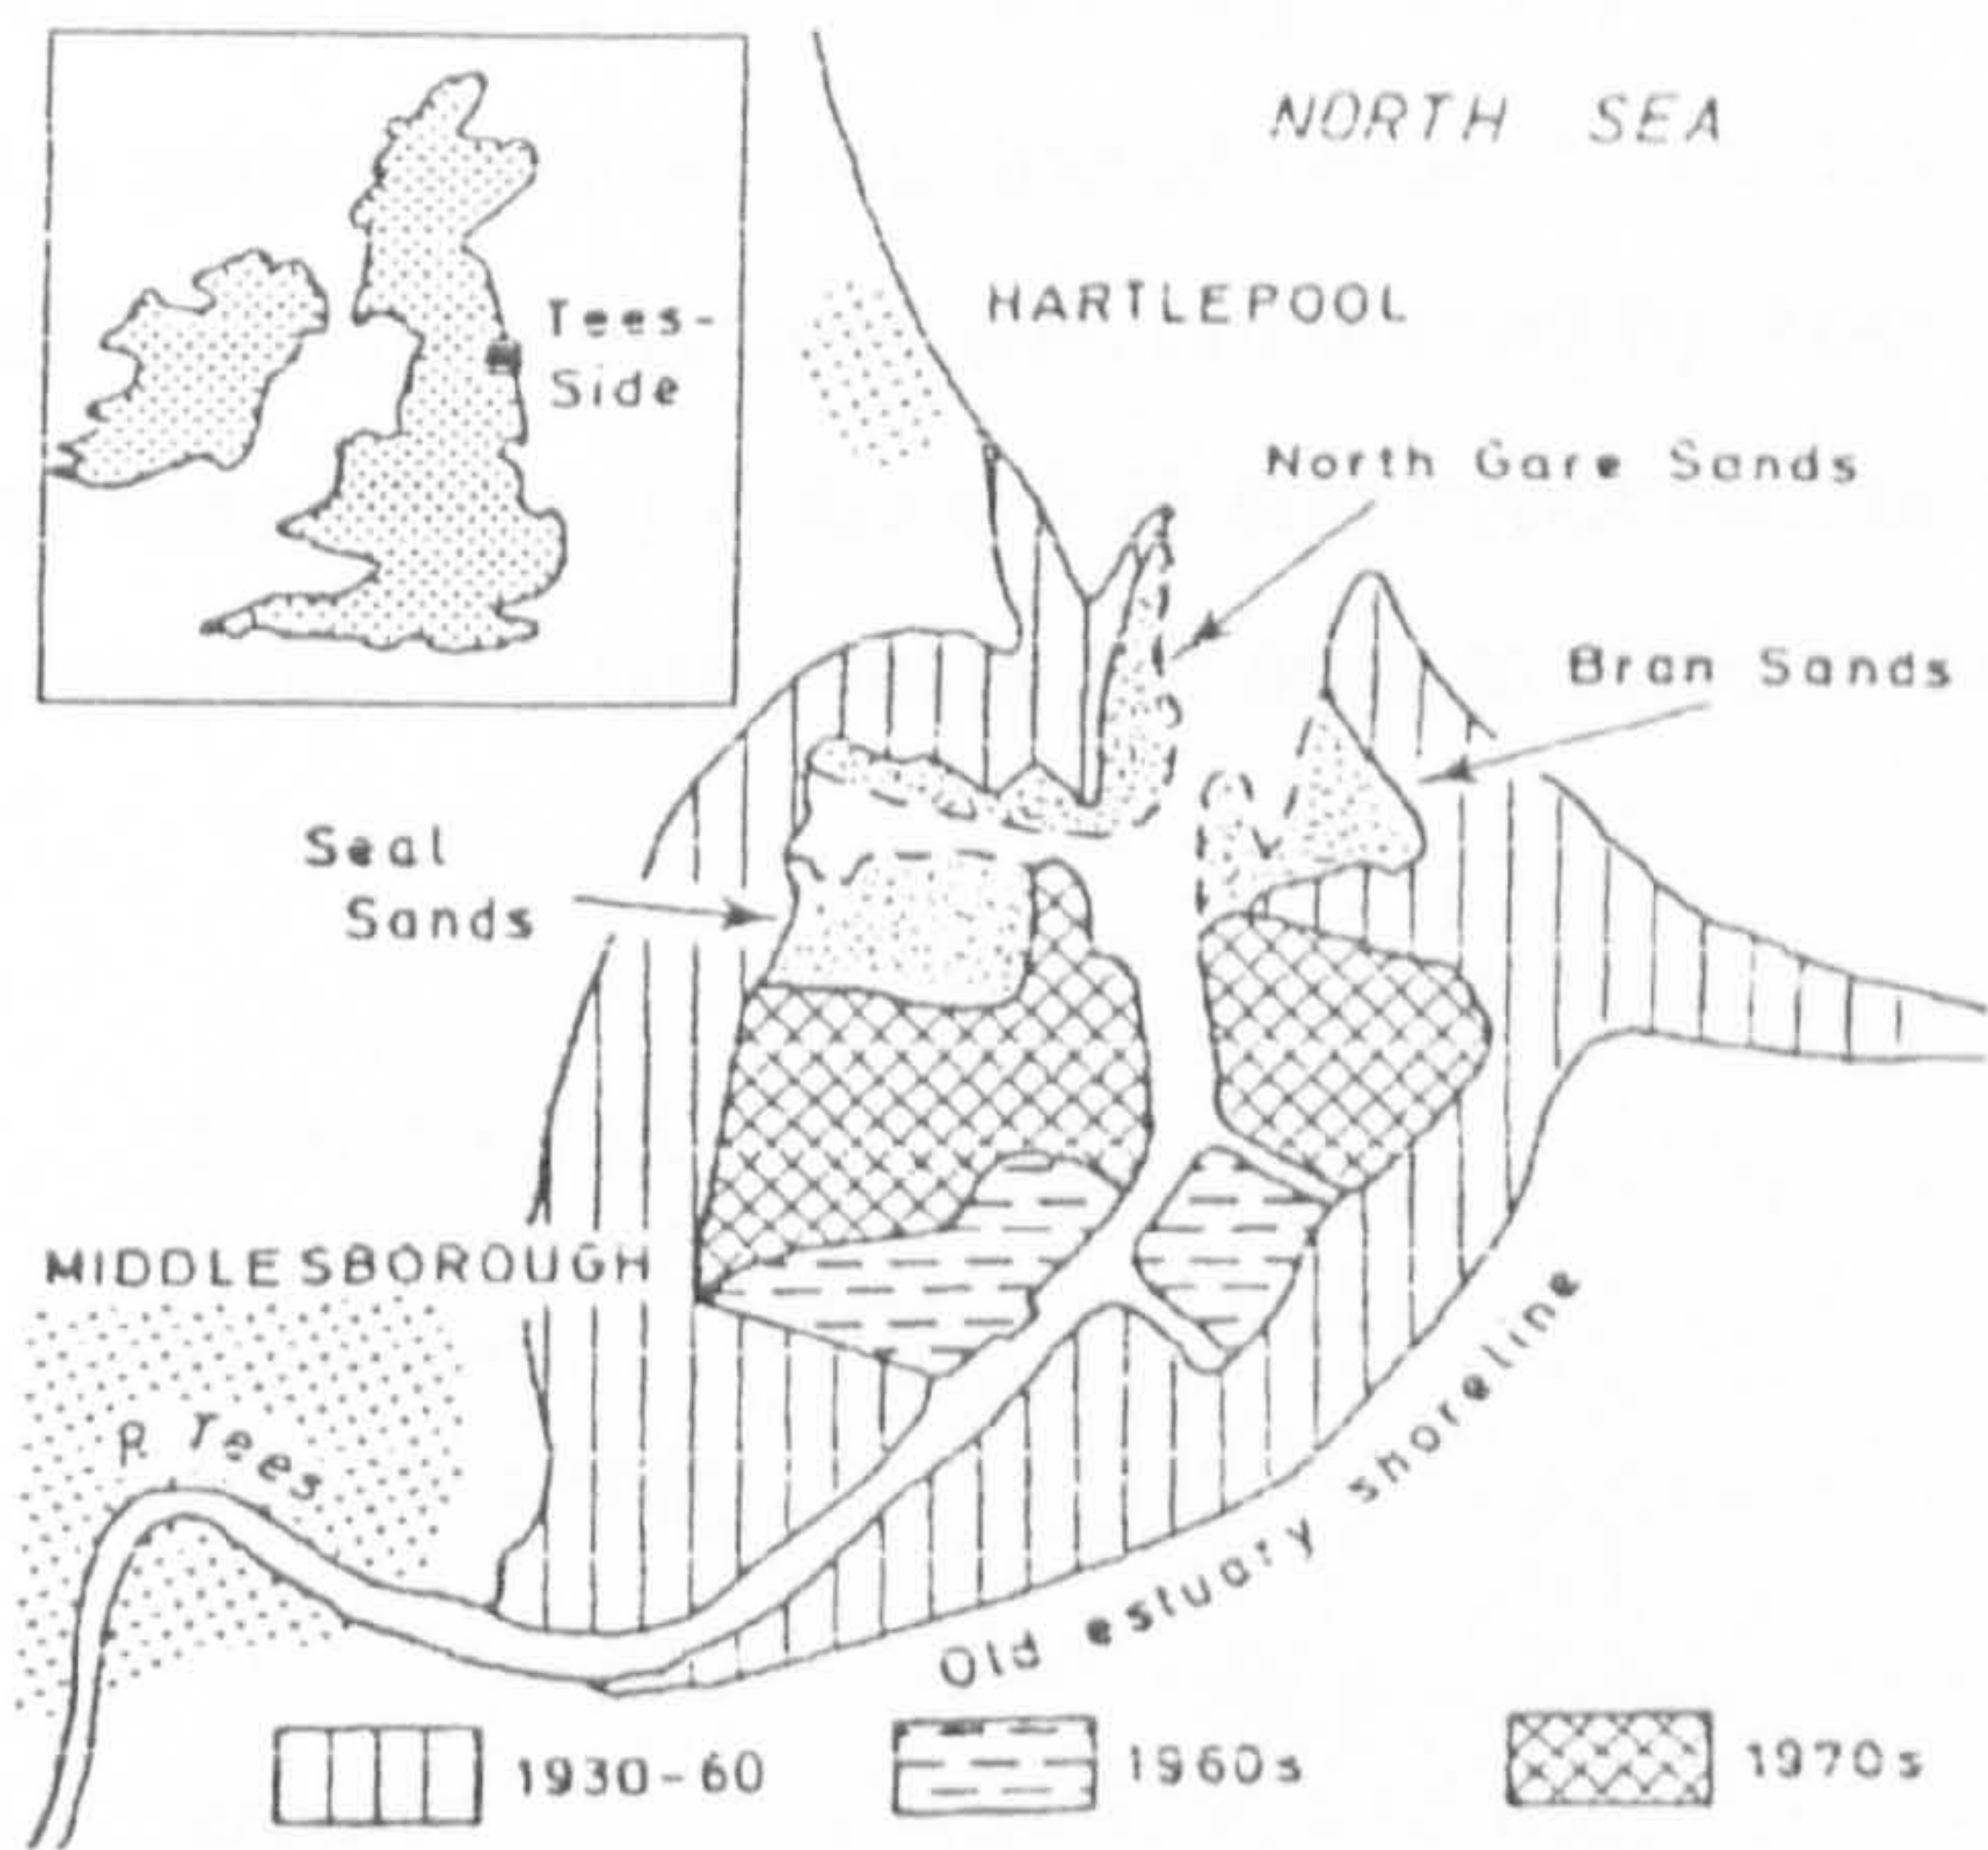 NORTH SEA
Tees-
Side
HARTLEPOOL
North Gare Sands
Bran Sands
Seal
Sands
MIDDLESBOROUGH
R. Tees
Old estuary shoreline
1930-60
1960s
1970s